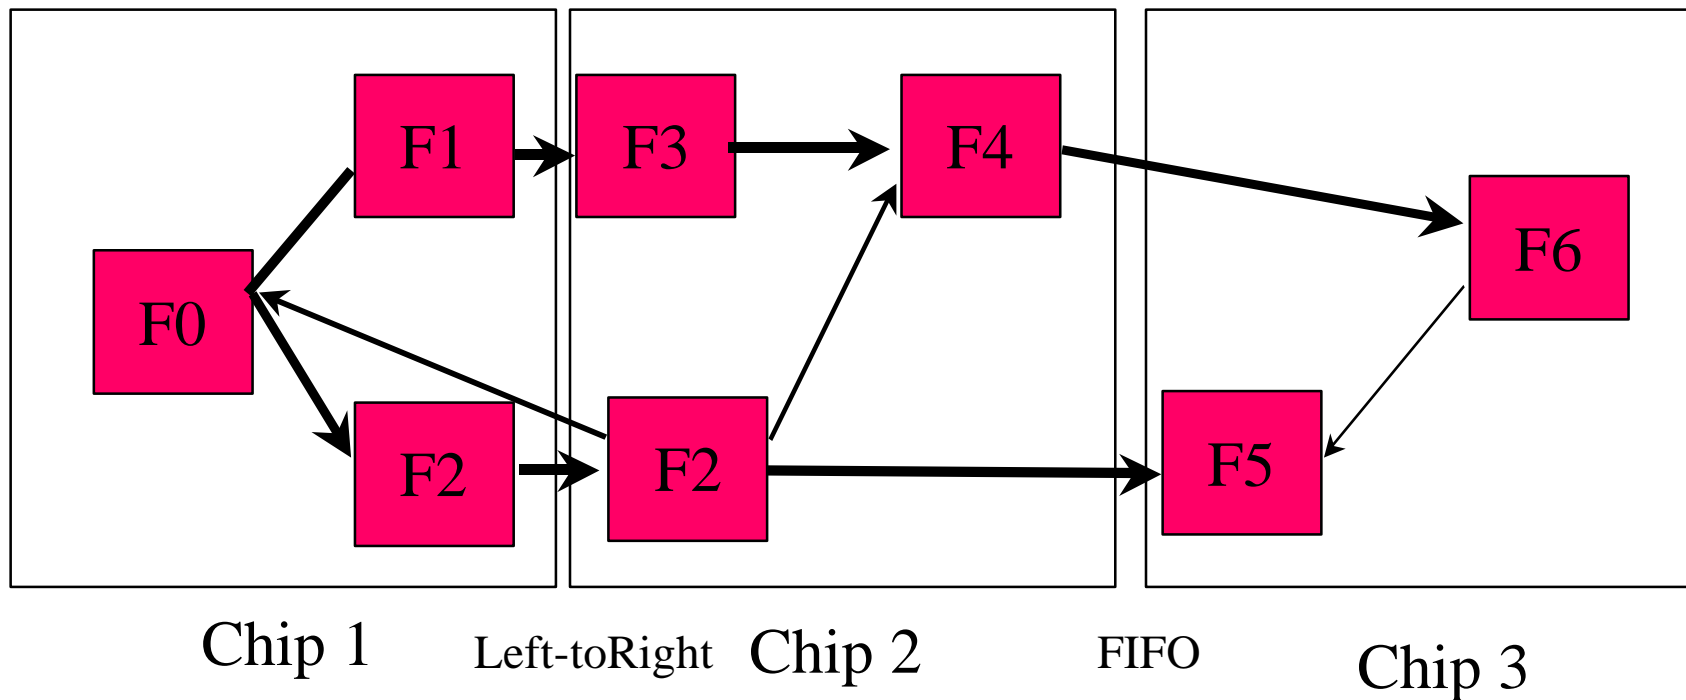 F1
F3
F4
F6
F0
F2
F2
F5
Chip 1
Left-toRight
Chip 2
FIFO
Chip 3